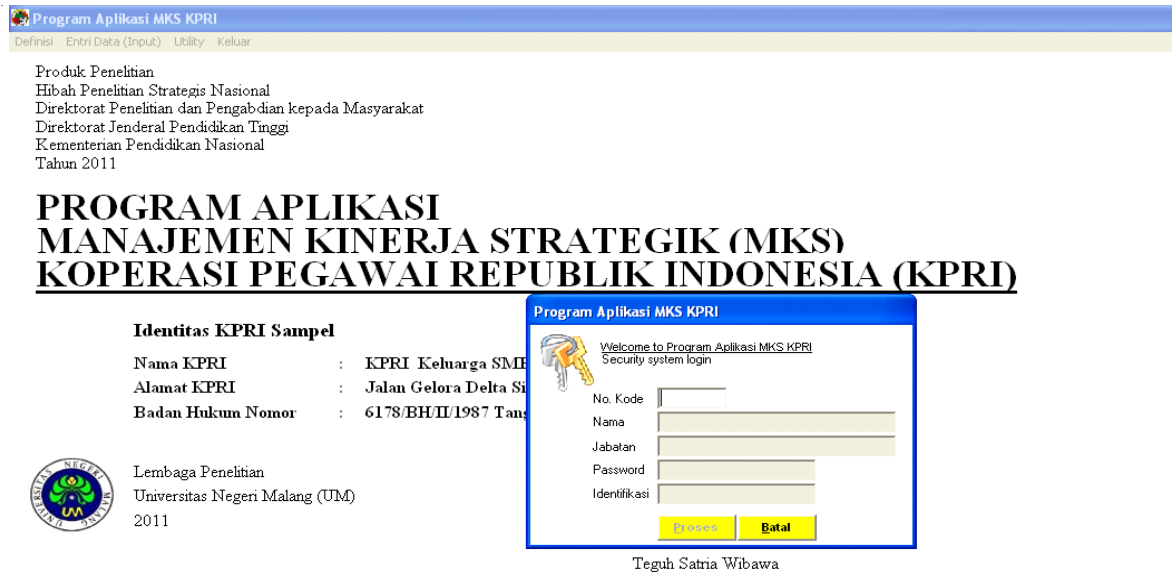 Program Aplikasi MKS KPRI
Definisi Entri Data (Input) Utility Keluar
Produk Penelitian
Hibah Penelitian Strategis Nasional
Direktorat Penelitian dan Pengabdian kepada Masyarakat
Direktorat Jenderal Pendidikan Tinggi
Kementerian Pendidikan Nasional
Tahun 2011
PROGRAM APLIKASI
MANAJEMEN KINERJA STRATEGIK (MKS)
KOPERASI PEGAWAI REPUBLIK INDONESIA (KPRI)
Identitas KPRI Sampel
Nama KPRI : KPRI Keluarga
Alamat KPRI : Jalan Gelora Delta
Badan Hukum Nomor : 6178/BH/II/1987
Program Aplikasi MKS KPRI
Welcome to Program Aplikasi MKS KPRI
Security system login
No. Kode
Nama
Jabatan
Password
Identifikasi
Proses Batal
UNIVERSITAS NEGERI MALANG
UM
Lembaga Penelitian
Universitas Negeri Malang (UM)
2011
Teguh Satria Wibawa